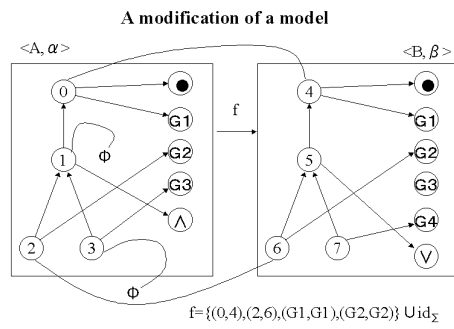 A modification of a model
<A, α>
<B, β>
0
●
G1
1
Φ
G2
G3
∧
2
3
Φ
f
4
●
G1
5
G2
G3
G4
6
7
∨
f={(0,4),(2,6),(G1,G1),(G2,G2)} ∪id_Σ